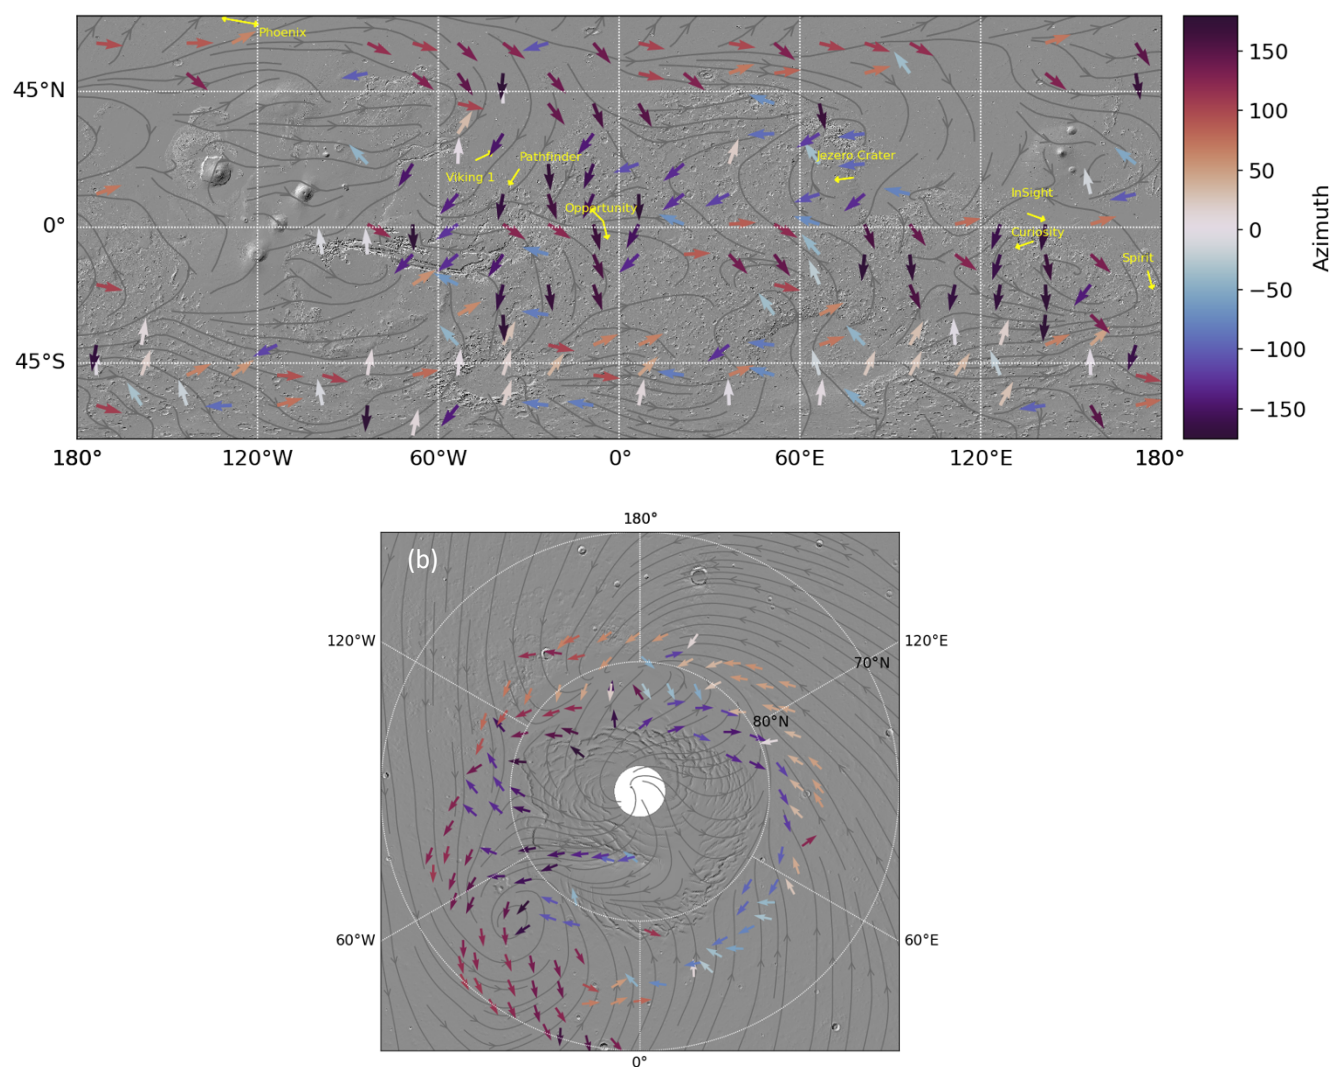 Phoenix
45°N
Viking 1
Pathfinder
Jezero Crater
InSight
Opportunity
0°
Curiosity
Spirit
45°S
180°
120°W
60°W
0°
60°E
120°E
180°
150
100
50
0
−50
−100
−150
Azimuth
180°
(b)
120°W
120°E
70°N
80°N
60°W
60°E
0°